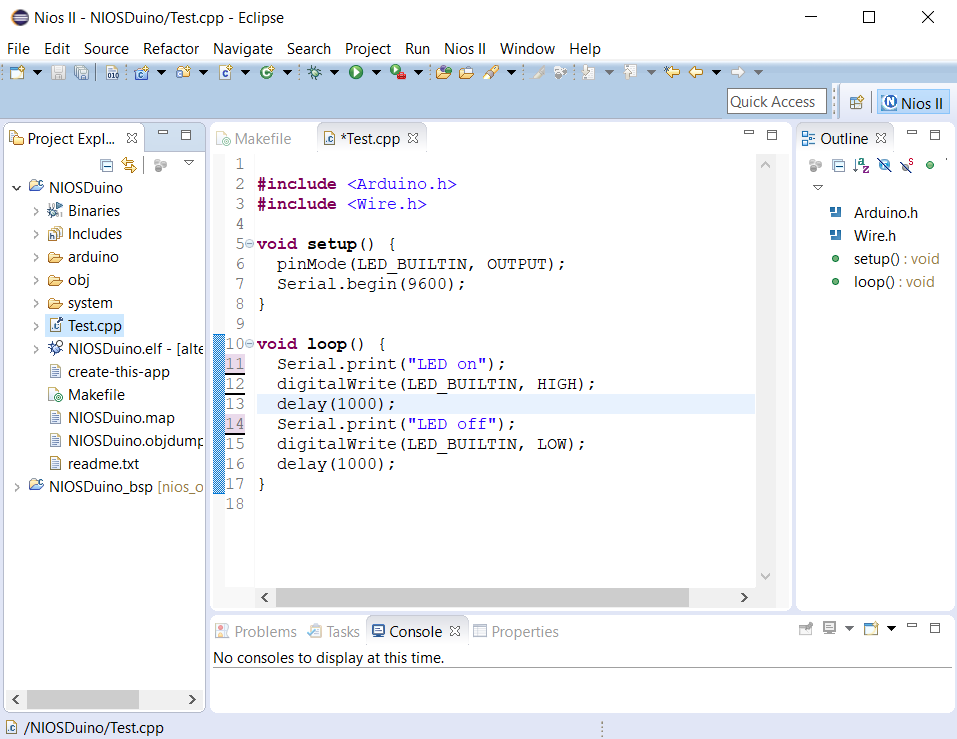 Nios II - NIOSDuino/Test.cpp - Eclipse
File Edit Source Refactor Navigate Search Project Run Nios II Window Help
Quick Access
Nios II
Project Expl...
NIOSDuino
Binaries
Includes
arduino
obj
system
Test.cpp
NIOSDuino.elf - [alte
create-this-app
Makefile
NIOSDuino.map
NIOSDuino.objdump
readme.txt
NIOSDuino_bsp [nios_o
Makefile *Test.cpp
1
2 #include <Arduino.h>
3 #include <Wire.h>
4
5 void setup() {
6 pinMode(LED_BUILTIN, OUTPUT);
7 Serial.begin(9600);
8 }
9
10 void loop() {
11 Serial.print("LED on");
12 digitalWrite(LED_BUILTIN, HIGH);
13 delay(1000);
14 Serial.print("LED off");
15 digitalWrite(LED_BUILTIN, LOW);
16 delay(1000);
17 }
18
Outline
Arduino.h
Wire.h
setup() : void
loop() : void
Problems Tasks Console Properties
No consoles to display at this time.
/NIOSDuino/Test.cpp